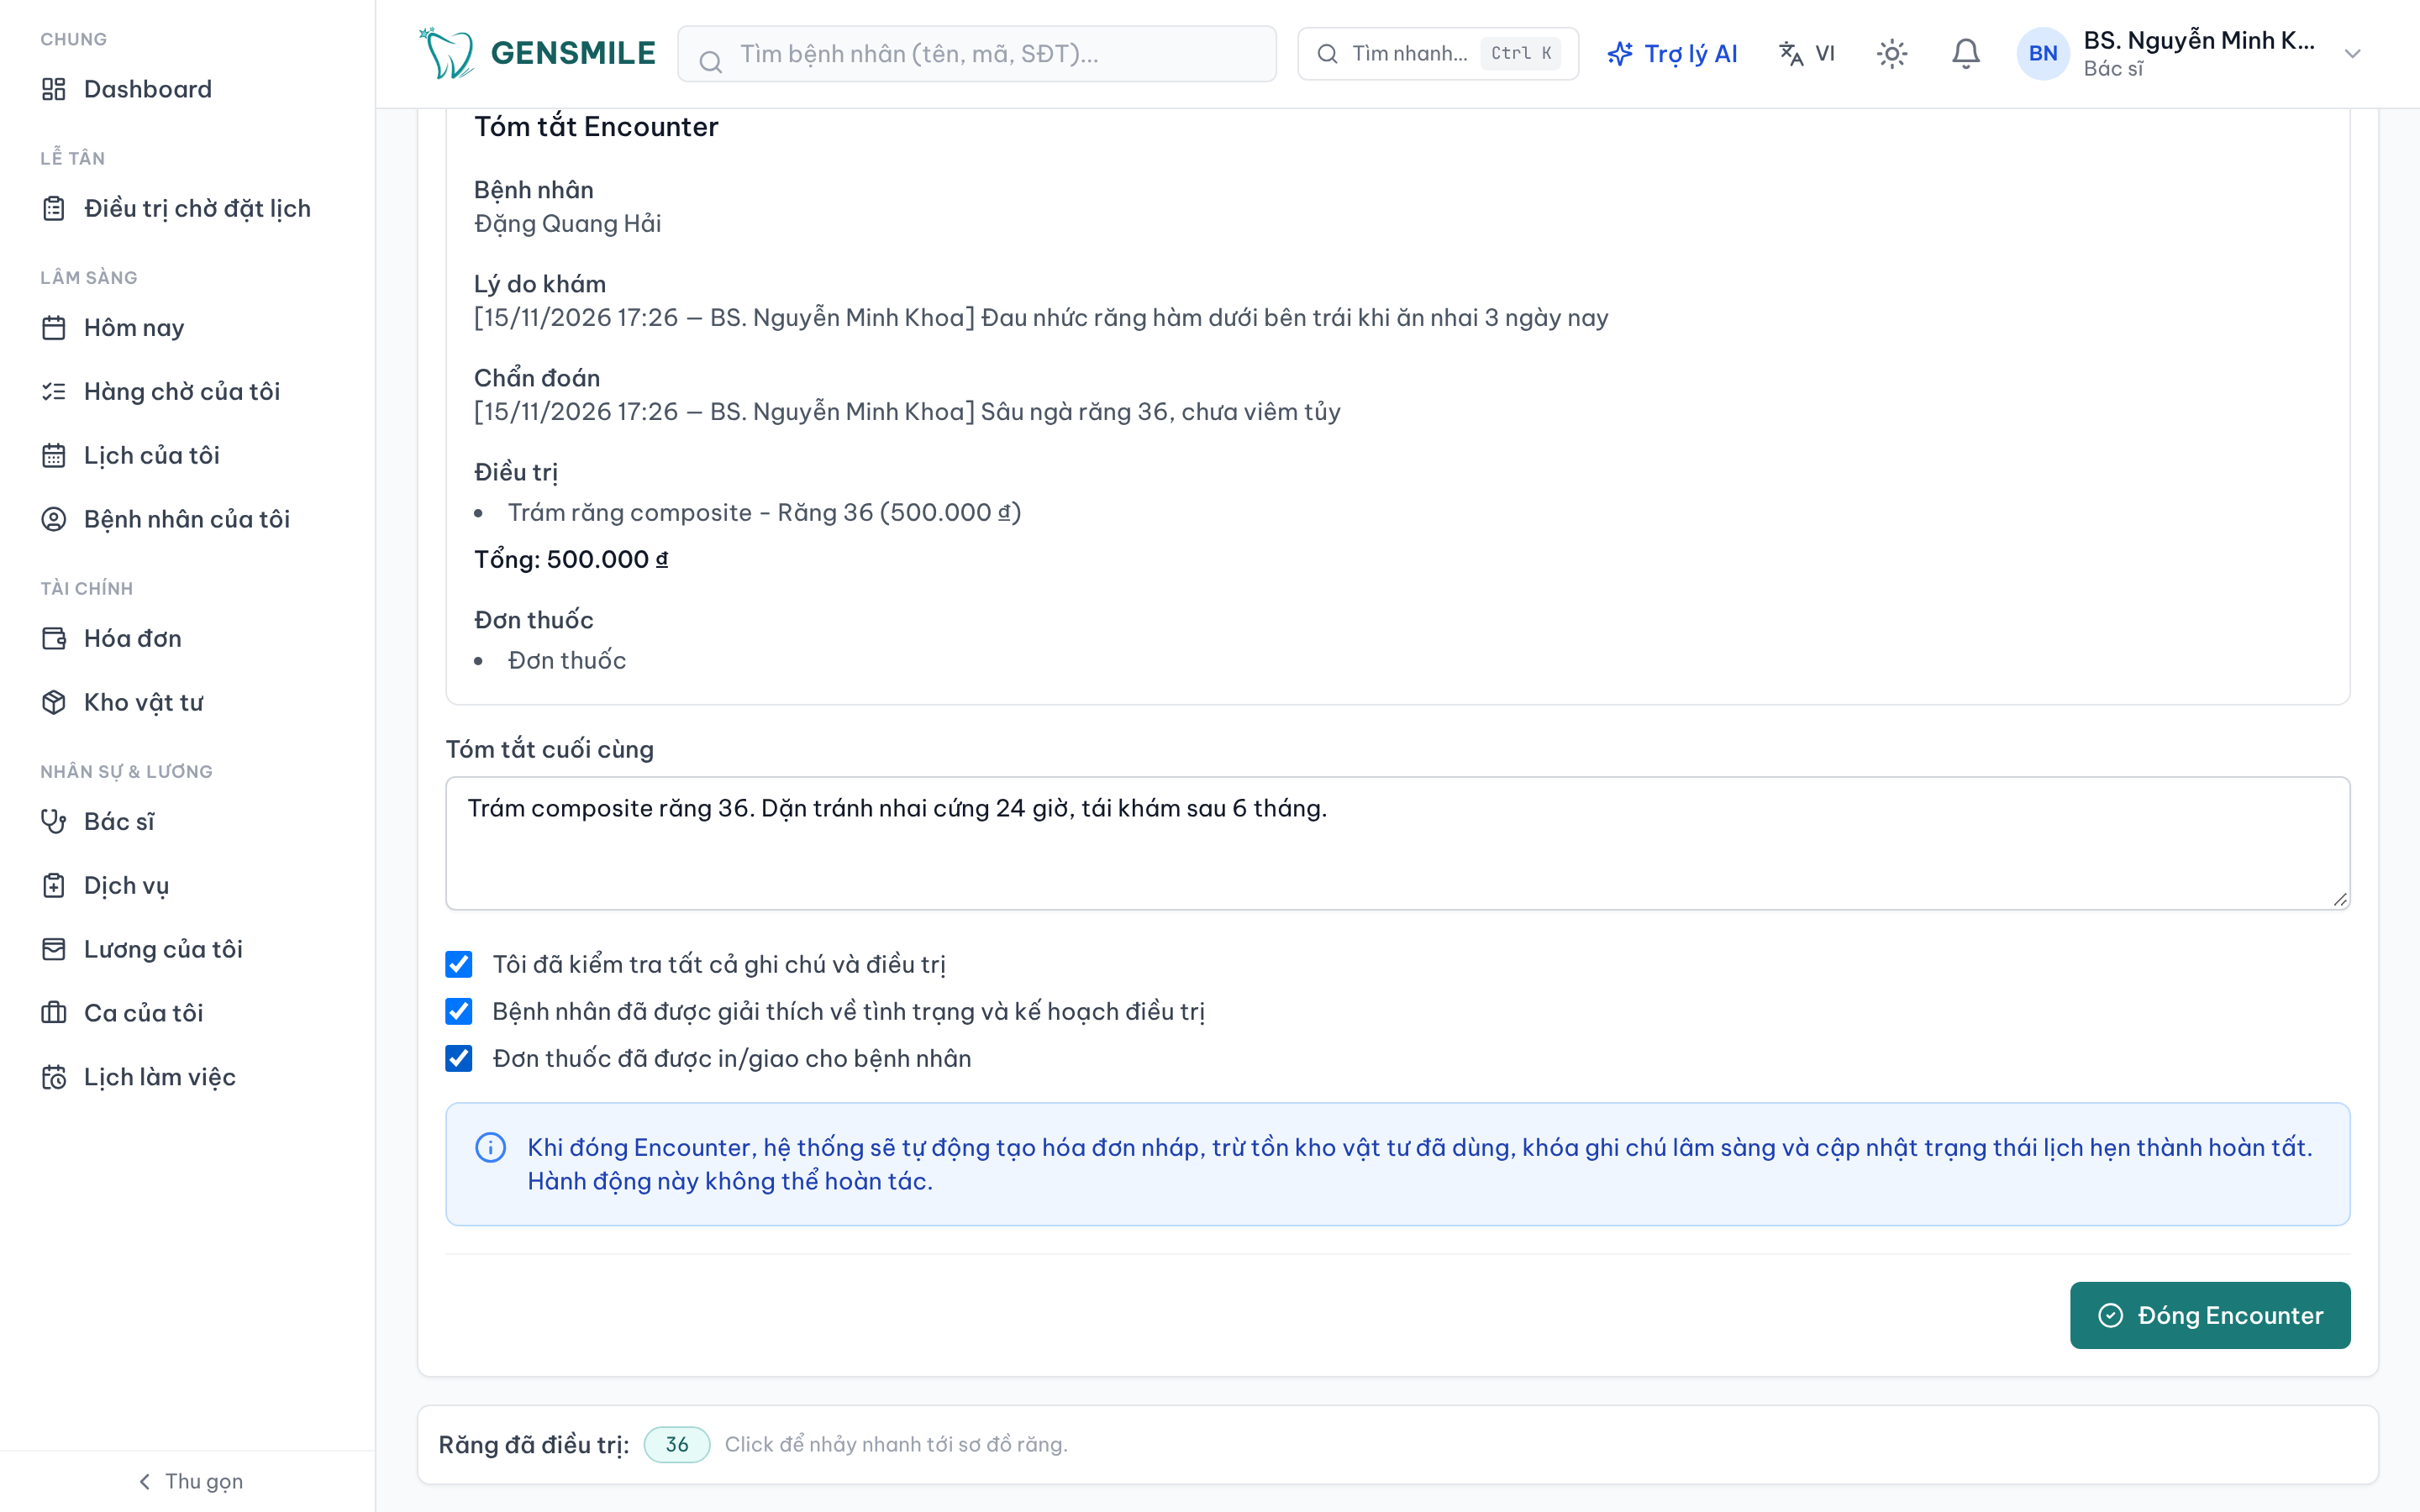 CHUNG
Dashboard
LỄ TÂN
Điều trị chờ đặt lịch
LÂM SÀNG
Hôm nay
Hàng chờ của tôi
Lịch của tôi
Bệnh nhân của tôi
TÀI CHÍNH
Hóa đơn
Kho vật tư
NHÂN SỰ & LƯƠNG
Bác sĩ
Dịch vụ
Lương của tôi
Ca của tôi
Lịch làm việc
Thu gọn
GENSMILE
Tìm bệnh nhân (tên, mã, SĐT)...
Tìm nhanh... Ctrl K
Trợ lý AI
VI
BN
BS. Nguyễn Minh K...
Bác sĩ
Tóm tắt Encounter
Bệnh nhân
Đặng Quang Hải
Lý do khám
[15/11/2026 17:26 — BS. Nguyễn Minh Khoa] Đau nhức răng hàm dưới bên trái khi ăn nhai 3 ngày nay
Chẩn đoán
[15/11/2026 17:26 — BS. Nguyễn Minh Khoa] Sâu ngà răng 36, chưa viêm tủy
Điều trị
• Trám răng composite - Răng 36 (500.000 ₫)
Tổng: 500.000 ₫
Đơn thuốc
• Đơn thuốc
Tóm tắt cuối cùng
Trám composite răng 36. Dặn tránh nhai cứng 24 giờ, tái khám sau 6 tháng.
Tôi đã kiểm tra tất cả ghi chú và điều trị
Bệnh nhân đã được giải thích về tình trạng và kế hoạch điều trị
Đơn thuốc đã được in/giao cho bệnh nhân
Khi đóng Encounter, hệ thống sẽ tự động tạo hóa đơn nháp, trừ tồn kho vật tư đã dùng, khóa ghi chú lâm sàng và cập nhật trạng thái lịch hẹn thành hoàn tất.
Hành động này không thể hoàn tác.
Đóng Encounter
Răng đã điều trị: 36 Click để nhảy nhanh tới sơ đồ răng.